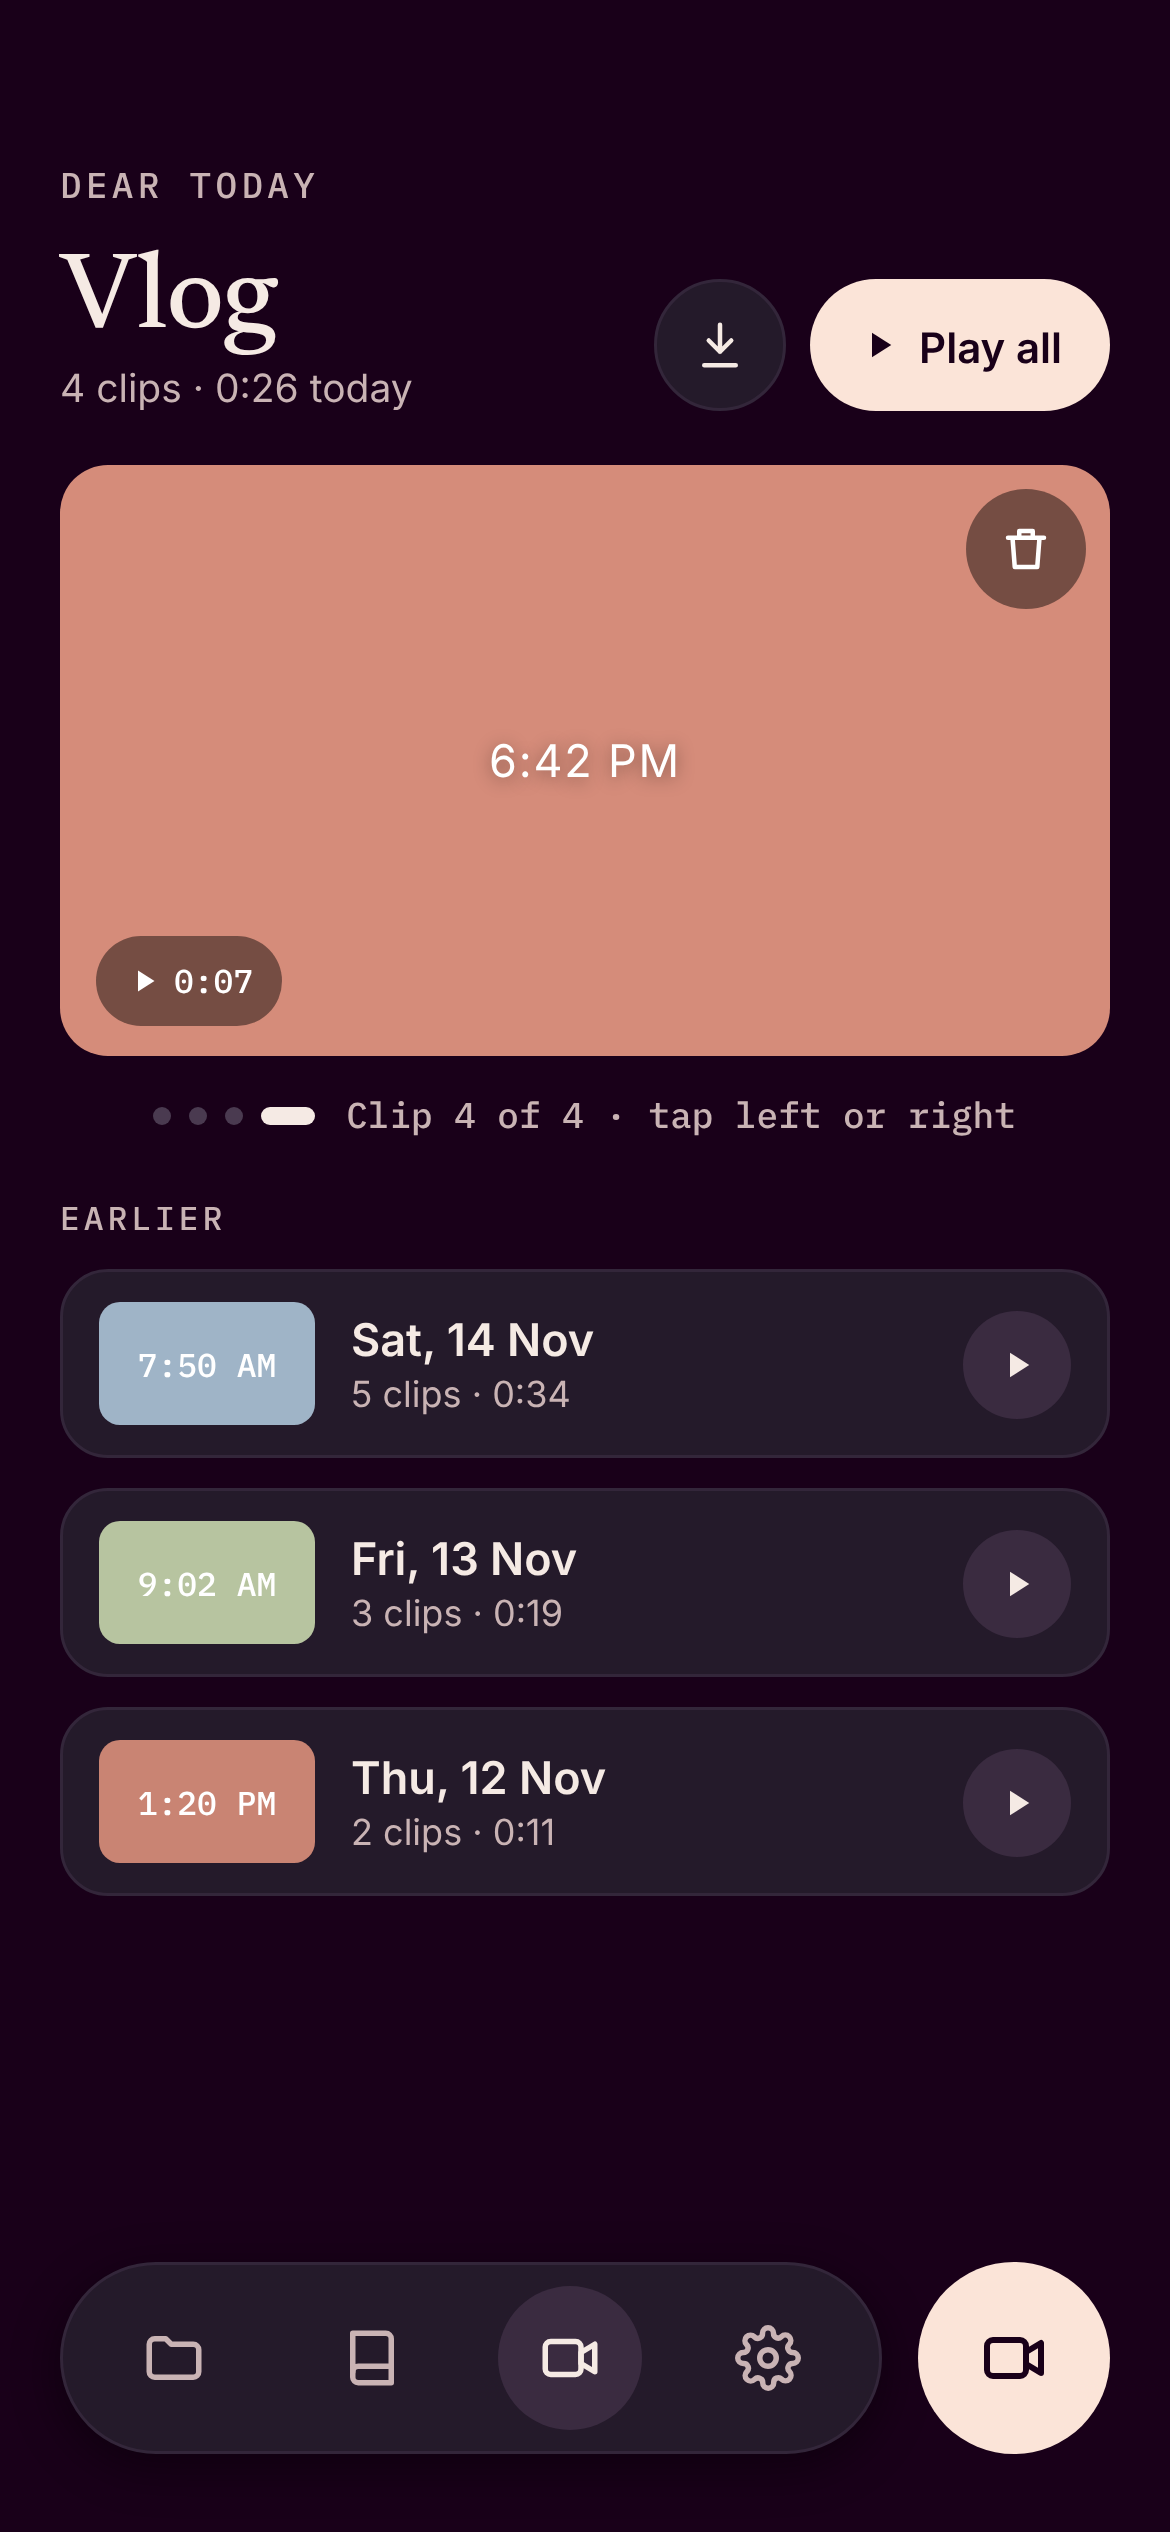 DEAR TODAY
Vlog
4 clips · 0:26 today
Play all
6:42 PM
0:07
Clip 4 of 4 · tap left or right
EARLIER
7:50 AM
Sat, 14 Nov
5 clips · 0:34
9:02 AM
Fri, 13 Nov
3 clips · 0:19
1:20 PM
Thu, 12 Nov
2 clips · 0:11